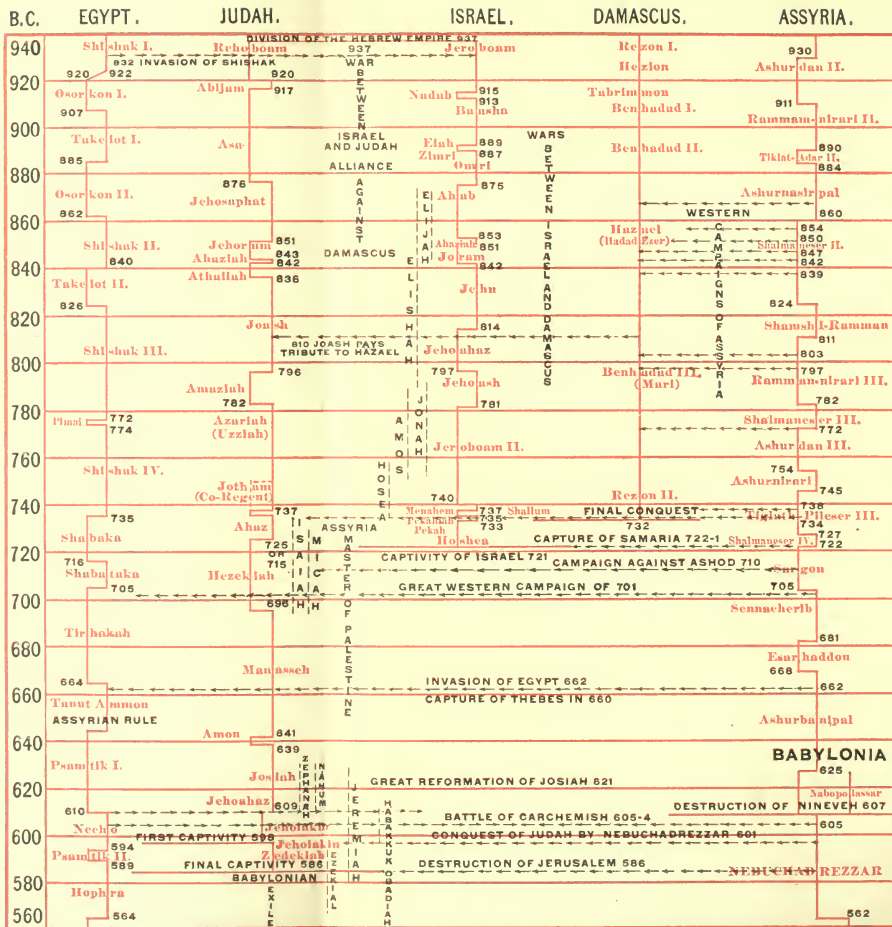 B.C. EGYPT. JUDAH. ISRAEL. DAMASCUS. ASSYRIA.
DIVISION OF THE HEBREW EMPIRE 937
940 Shishak I. Rehoboam 937 Jeroboam Rezon I. 930
832 INVASION OF SHISHAK WAR Hezion Ashurdan II.
920 920 922 920
Osorkon I. Abijam 917 BETWEEN Nadab 915 Tabrimmon
913
907 Baasha Benhadad I. 911
Rammam-nirari II.
900 ISRAEL AND JUDAH WARS BETWEEN ISRAEL AND DAMASCUS
Takelot I. Asa Elah 889 Benhadad II. 890
Zimri 887 Tiklat-Adar II.
885 ALLIANCE Omri 884
880 876 AGAINST 875
Osorkon II. Jehosaphat ELIJAH Ahab Ashurnasirpal
862 WESTERN 860
860 CAMPAIGNS OF ASSYRIA
Hazael 854
Shishak II. Jehorum 851 853 (Hadad Ezer) 850
Ahaziah 843 DAMASCUS Ahaziah 851 Shalmaneser II.
847
840 842 Joram 842 842
840 Athaliah ELISHAH 839
Takelot II. 836 Jehu
826 824
820 Joash 814 Shamshi-Ramman
810 JOASH PAYS TRIBUTE TO HAZAEL 811
Shishak III. Jehoahaz 803
800 796 797 Benhadad III. 797
Amaziah Jehoash (Mari) Ramman-nirari III.
782 JONAH 781 782
780 AMOS
Pimai 772 Azariah Shalmaneser III.
774 (Uzziah) 772
Jeroboam II. Ashurdan III.
760 HOSEA
Shishak IV. Jotham 754
(Co-Regent) Ashurnirari
740 Rezon II. 745
740 737 Menahem 737 Shallum FINAL CONQUEST 738
735 Pekahiah 735 Tiglath-Pileser III.
Ahaz ISAIAH ASSYRIA Pekah 733 732 734
Shabaka MICAH MASTER OF PALESTINE Hoshea CAPTURE OF SAMARIA 722-1 Shalmaneser IV. 727
720 725 722
OR CAPTIVITY OF ISRAEL 721
716 715 CAMPAIGN AGAINST ASHOD 710
Shabataka Hezekiah Sargon
705 GREAT WESTERN CAMPAIGN OF 701 705
700 696
Sennacherib
Tirhakah
680 681
Manasseh Esarhaddon
664 668
660 INVASION OF EGYPT 662 662
Tanut Ammon CAPTURE OF THEBES IN 660
ASSYRIAN RULE Ashurbanipal
640 Amon 641
639 BABYLONIA
Psamtik I. ZEPHANAH NAHUM 625
620 Josiah JEREMIAH GREAT REFORMATION OF JOSIAH 621 Nabopolassar
Jehoahaz HABAKKUK
610 609 DESTRUCTION OF NINEVEH 607
Necho Jehoiakin BATTLE OF CARCHEMISH 605-4 605
600 FIRST CAPTIVITY 598 CONQUEST OF JUDAH BY NEBUCHADREZZAR 601
594 Jehoiakin
Psamtik II. Zedekiah EZEKIAL OBADIAH
589 FINAL CAPTIVITY 586 DESTRUCTION OF JERUSALEM 586
NEBUCHADREZZAR
580 BABYLONIAN
Hophra EXILE
560 564 562